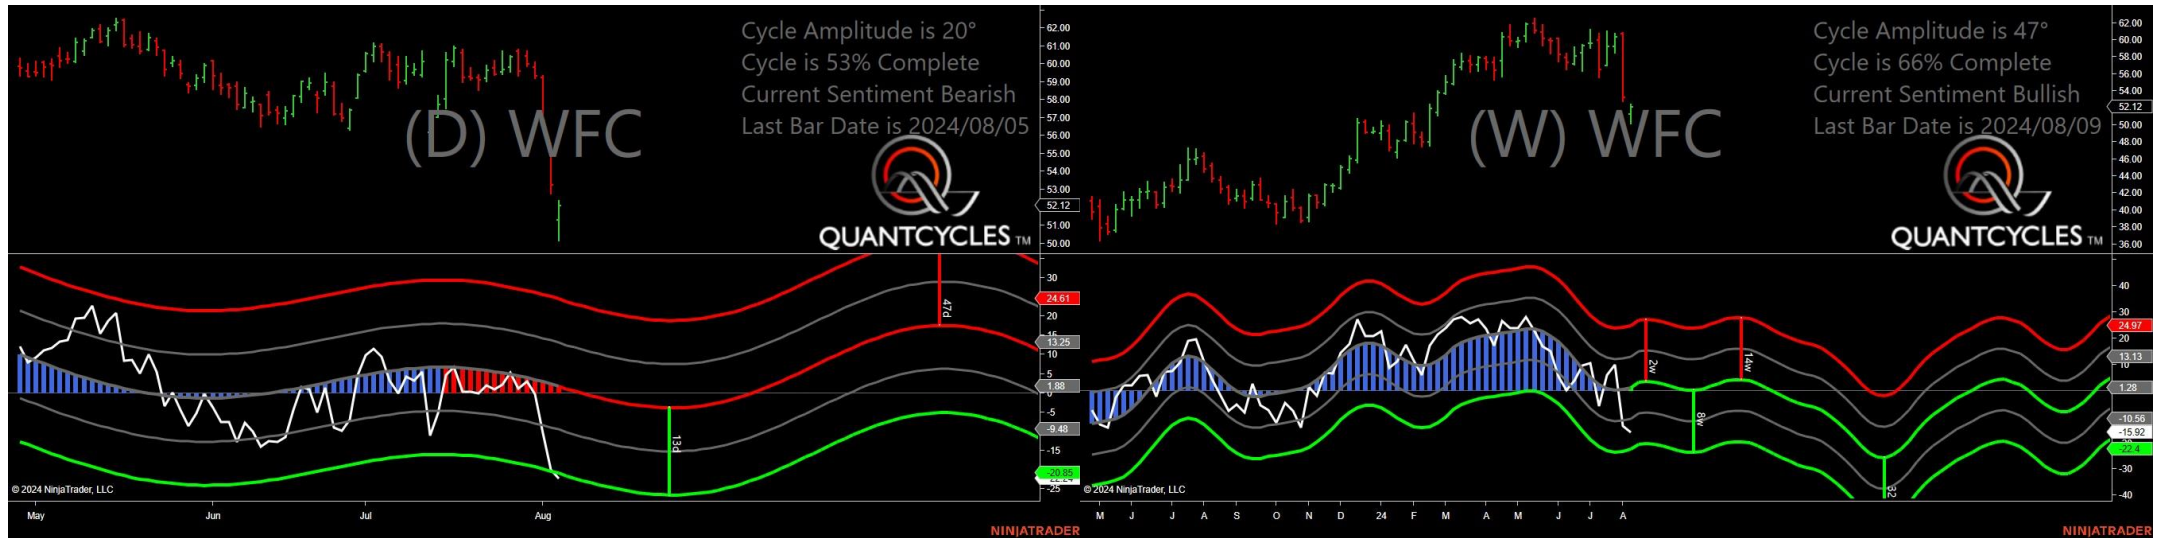 Cycle Amplitude is 20°
Cycle is 53% Complete
Current Sentiment Bearish
Last Bar Date is 2024/08/05
(D) WFC
QUANTCYCLES TM
62.00
61.00
60.00
59.00
58.00
57.00
56.00
55.00
54.00
53.00
52.12
51.00
50.00
30
24.61
20
15
13.25
10
5
1.88
0
-5
-9.48
-15
-20.85
-25
47d
13d
© 2024 NinjaTrader, LLC
May Jun Jul Aug
NINJATRADER
Cycle Amplitude is 47°
Cycle is 66% Complete
Current Sentiment Bullish
Last Bar Date is 2024/08/09
(W) WFC
QUANTCYCLES TM
62.00
60.00
58.00
56.00
54.00
52.12
50.00
48.00
46.00
44.00
42.00
40.00
38.00
36.00
40
30
24.97
20
13.13
10
1.28
-10.56
-15.92
-22.4
-30
-40
2w
14w
8w
32
© 2024 NinjaTrader, LLC
M J J A S O N D 24 F M A M J J A
NINJATRADER